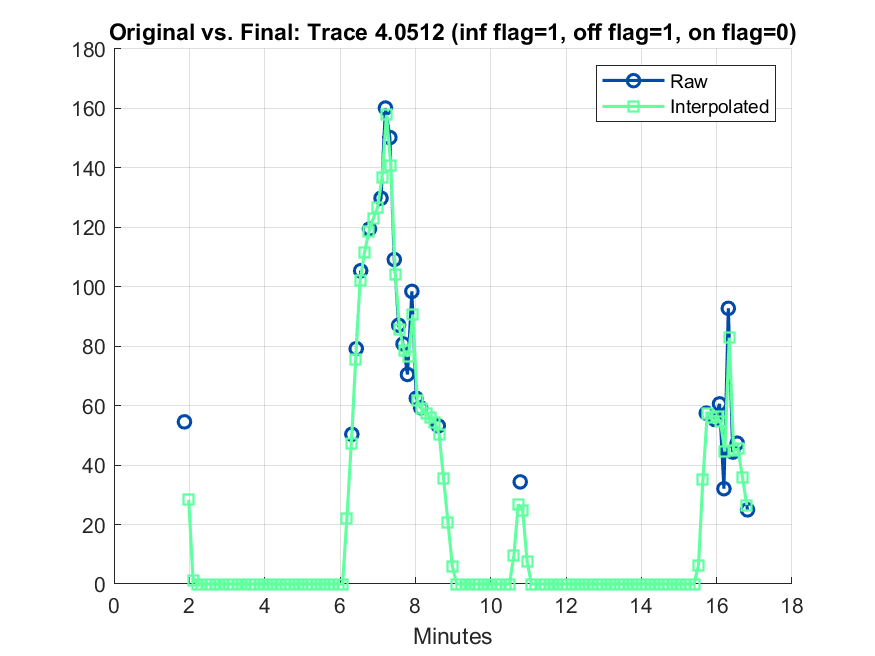 Original vs. Final: Trace 4.0512 (inf flag=1, off flag=1, on flag=0)
180
160
140
120
100
80
60
40
20
0
Raw
Interpolated
0 2 4 6 8 10 12 14 16 18
Minutes